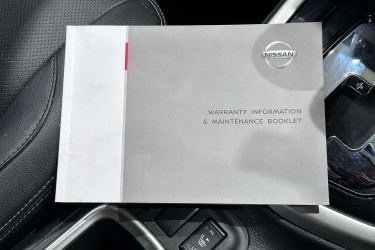 NISSAN
WARRANTY INFORMATION
& MAINTENANCE BOOKLET